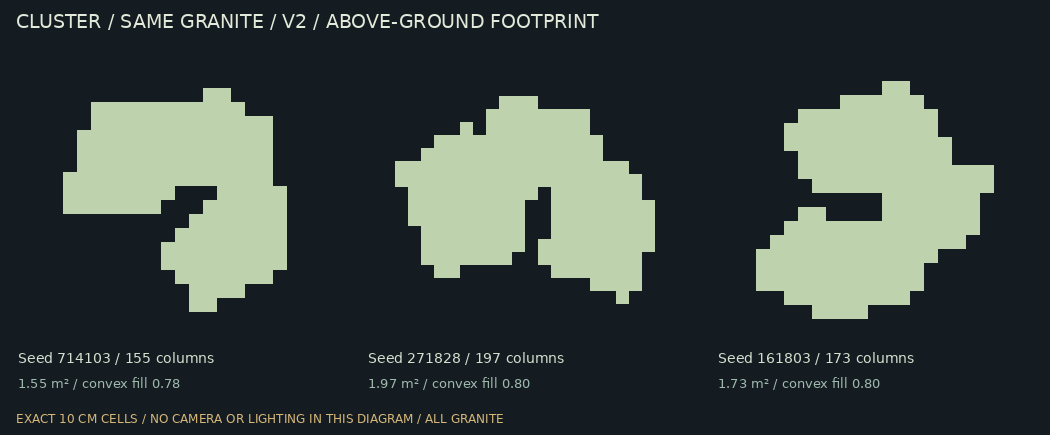 CLUSTER / SAME GRANITE / V2 / ABOVE-GROUND FOOTPRINT
Seed 714103 / 155 columns
1.55 m² / convex fill 0.78
Seed 271828 / 197 columns
1.97 m² / convex fill 0.80
Seed 161803 / 173 columns
1.73 m² / convex fill 0.80
EXACT 10 CM CELLS / NO CAMERA OR LIGHTING IN THIS DIAGRAM / ALL GRANITE